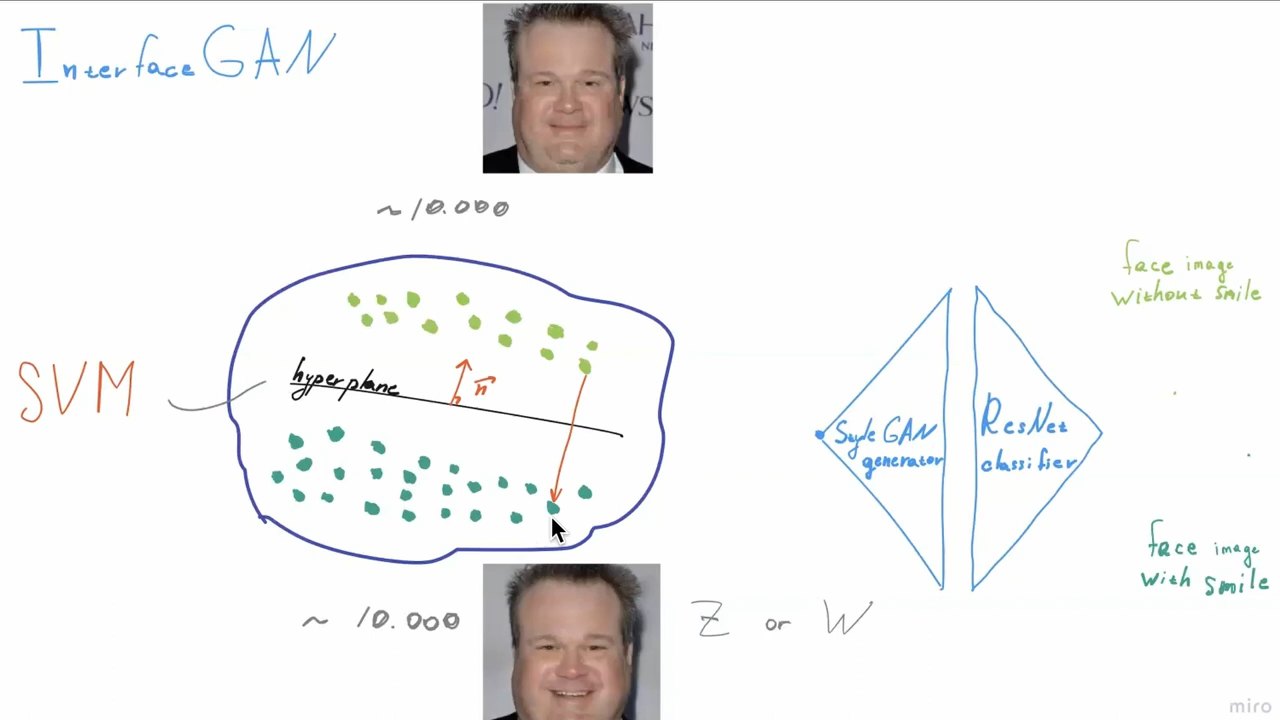 InterfaceGAN
~10.000
face image
without smile
hyperplane
n
SVM
StyleGAN
generator
ResNet
classifier
face image
with smile
~ 10.000
Z or W
miro